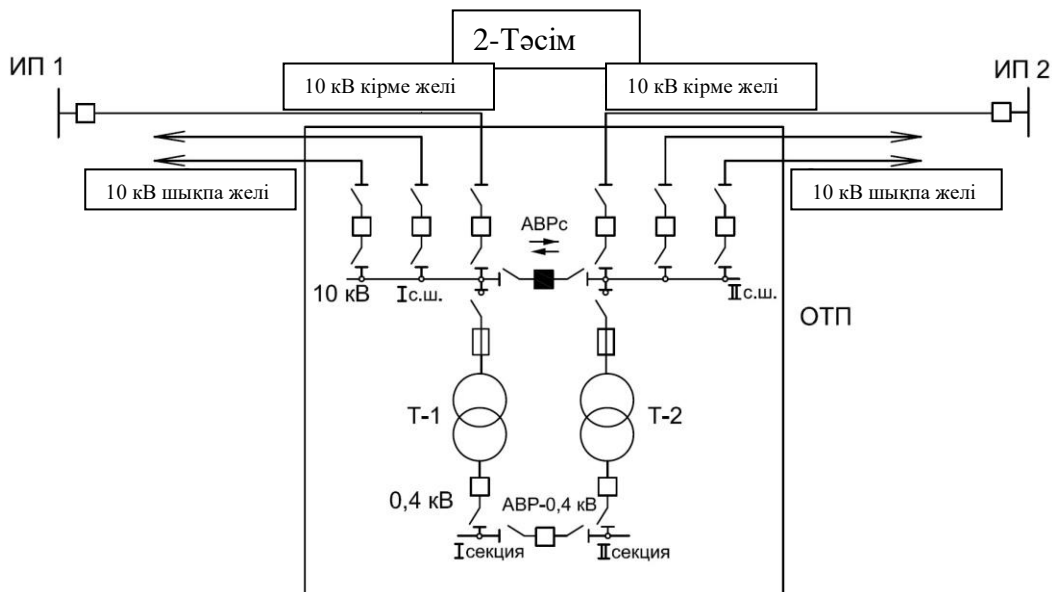 2-Тәсім
ИП 1
10 кВ кірме желі
10 кВ кірме желі
ИП 2
10 кВ шықпа желі
10 кВ шықпа желі
АВРс
10 кВ
I с.ш.
II с.ш.
ОТП
Т-1
Т-2
0,4 кВ
АВР-0,4 кВ
I секция
II секция